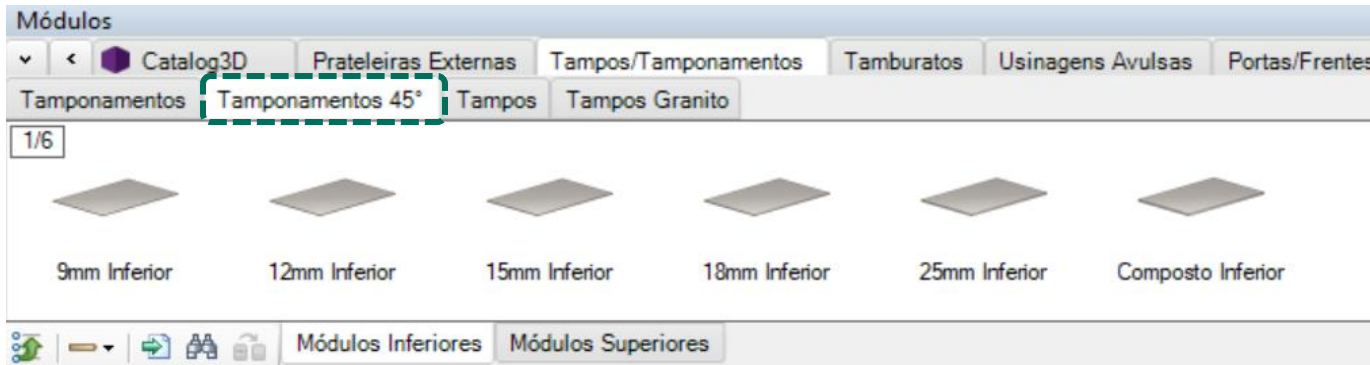 Módulos
Catalog3D Prateleiras Externas Tampos/Tamponamentos Tamburatos Usinagens Avulsas Portas/Frentes
Tamponamentos Tamponamentos 45° Tampos Tampos Granito
1/6
9mm Inferior 12mm Inferior 15mm Inferior 18mm Inferior 25mm Inferior Composto Inferior
Módulos Inferiores Módulos Superiores